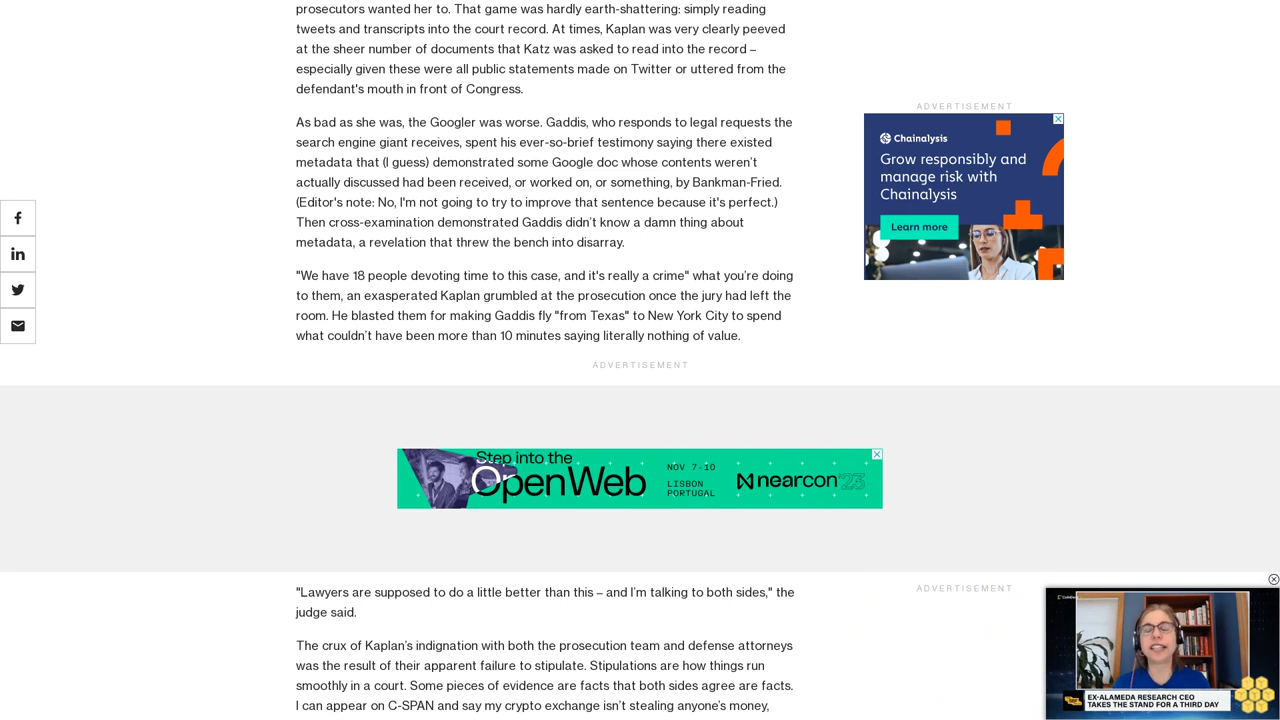 prosecutors wanted her to. That game was hardly earth-shattering: simply reading
tweets and transcripts into the court record. At times, Kaplan was very clearly peeved
at the sheer number of documents that Katz was asked to read into the record –
especially given these were all public statements made on Twitter or uttered from the
defendant's mouth in front of Congress.
ADVERTISEMENT
Chainalysis
Grow responsibly and
manage risk with
Chainalysis
Learn more
As bad as she was, the Googler was worse. Gaddis, who responds to legal requests the
search engine giant receives, spent his ever-so-brief testimony saying there existed
metadata that (I guess) demonstrated some Google doc whose contents weren’t
actually discussed had been received, or worked on, or something, by Bankman-Fried.
(Editor's note: No, I'm not going to try to improve that sentence because it's perfect.)
Then cross-examination demonstrated Gaddis didn’t know a damn thing about
metadata, a revelation that threw the bench into disarray.
"We have 18 people devoting time to this case, and it's really a crime" what you’re doing
to them, an exasperated Kaplan grumbled at the prosecution once the jury had left the
room. He blasted them for making Gaddis fly "from Texas" to New York City to spend
what couldn’t have been more than 10 minutes saying literally nothing of value.
ADVERTISEMENT
Step into the
OpenWeb
NOV 7-10
LISBON
PORTUGAL
nearcon'23
"Lawyers are supposed to do a little better than this – and I’m talking to both sides," the
judge said.
The crux of Kaplan’s indignation with both the prosecution team and defense attorneys
was the result of their apparent failure to stipulate. Stipulations are how things run
smoothly in a court. Some pieces of evidence are facts that both sides agree are facts.
I can appear on C-SPAN and say my crypto exchange isn’t stealing anyone’s money,
ADVERTISEMENT
EX-ALAMEDA RESEARCH CEO
TAKES THE STAND FOR A THIRD DAY